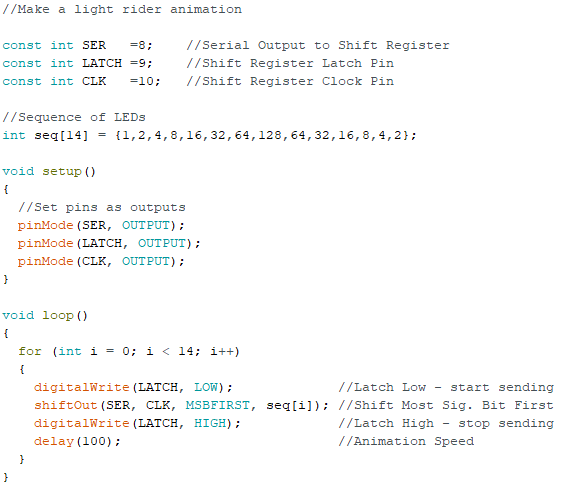 //Make a light rider animation
const int SER   =8;    //Serial Output to Shift Register
const int LATCH =9;    //Shift Register Latch Pin
const int CLK   =10;   //Shift Register Clock Pin
//Sequence of LEDs
int seq[14] = {1,2,4,8,16,32,64,128,64,32,16,8,4,2};
void setup()
{
  //Set pins as outputs
  pinMode(SER, OUTPUT);
  pinMode(LATCH, OUTPUT);
  pinMode(CLK, OUTPUT);
}
void loop()
{
  for (int i = 0; i < 14; i++)
  {
    digitalWrite(LATCH, LOW);             //Latch Low - start sending
    shiftOut(SER, CLK, MSBFIRST, seq[i]); //Shift Most Sig. Bit First
    digitalWrite(LATCH, HIGH);            //Latch High - stop sending
    delay(100);                           //Animation Speed
  }
}